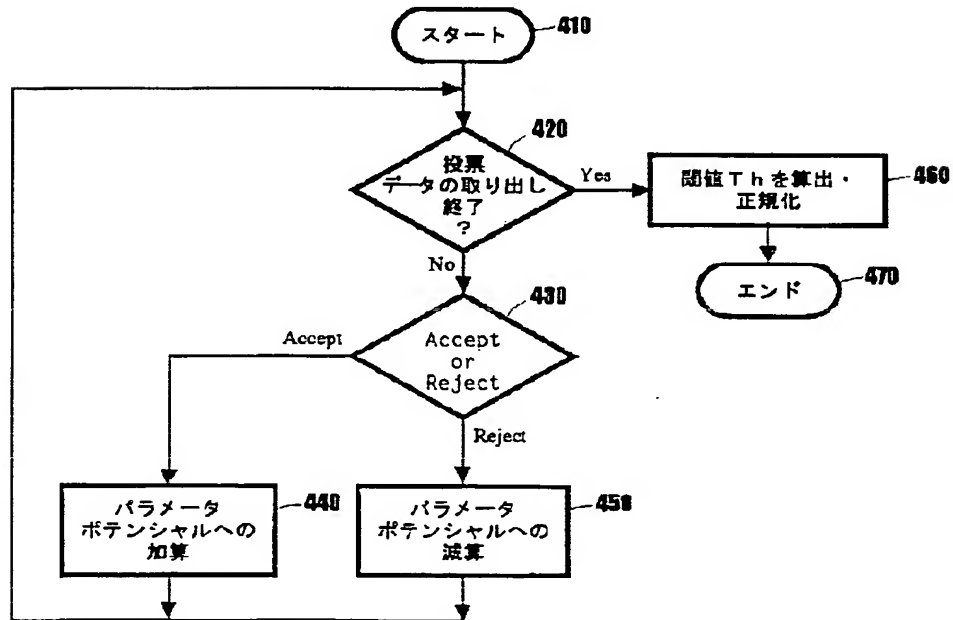 スタート
410
420
投票
データの取り出し
終了
?
Yes
閾値Thを算出・
正規化
460
エンド
470
No
430
Accept
Accept
or
Reject
Reject
パラメータ
ポテンシャルへの
加算
440
パラメータ
ポテンシャルへの
減算
450